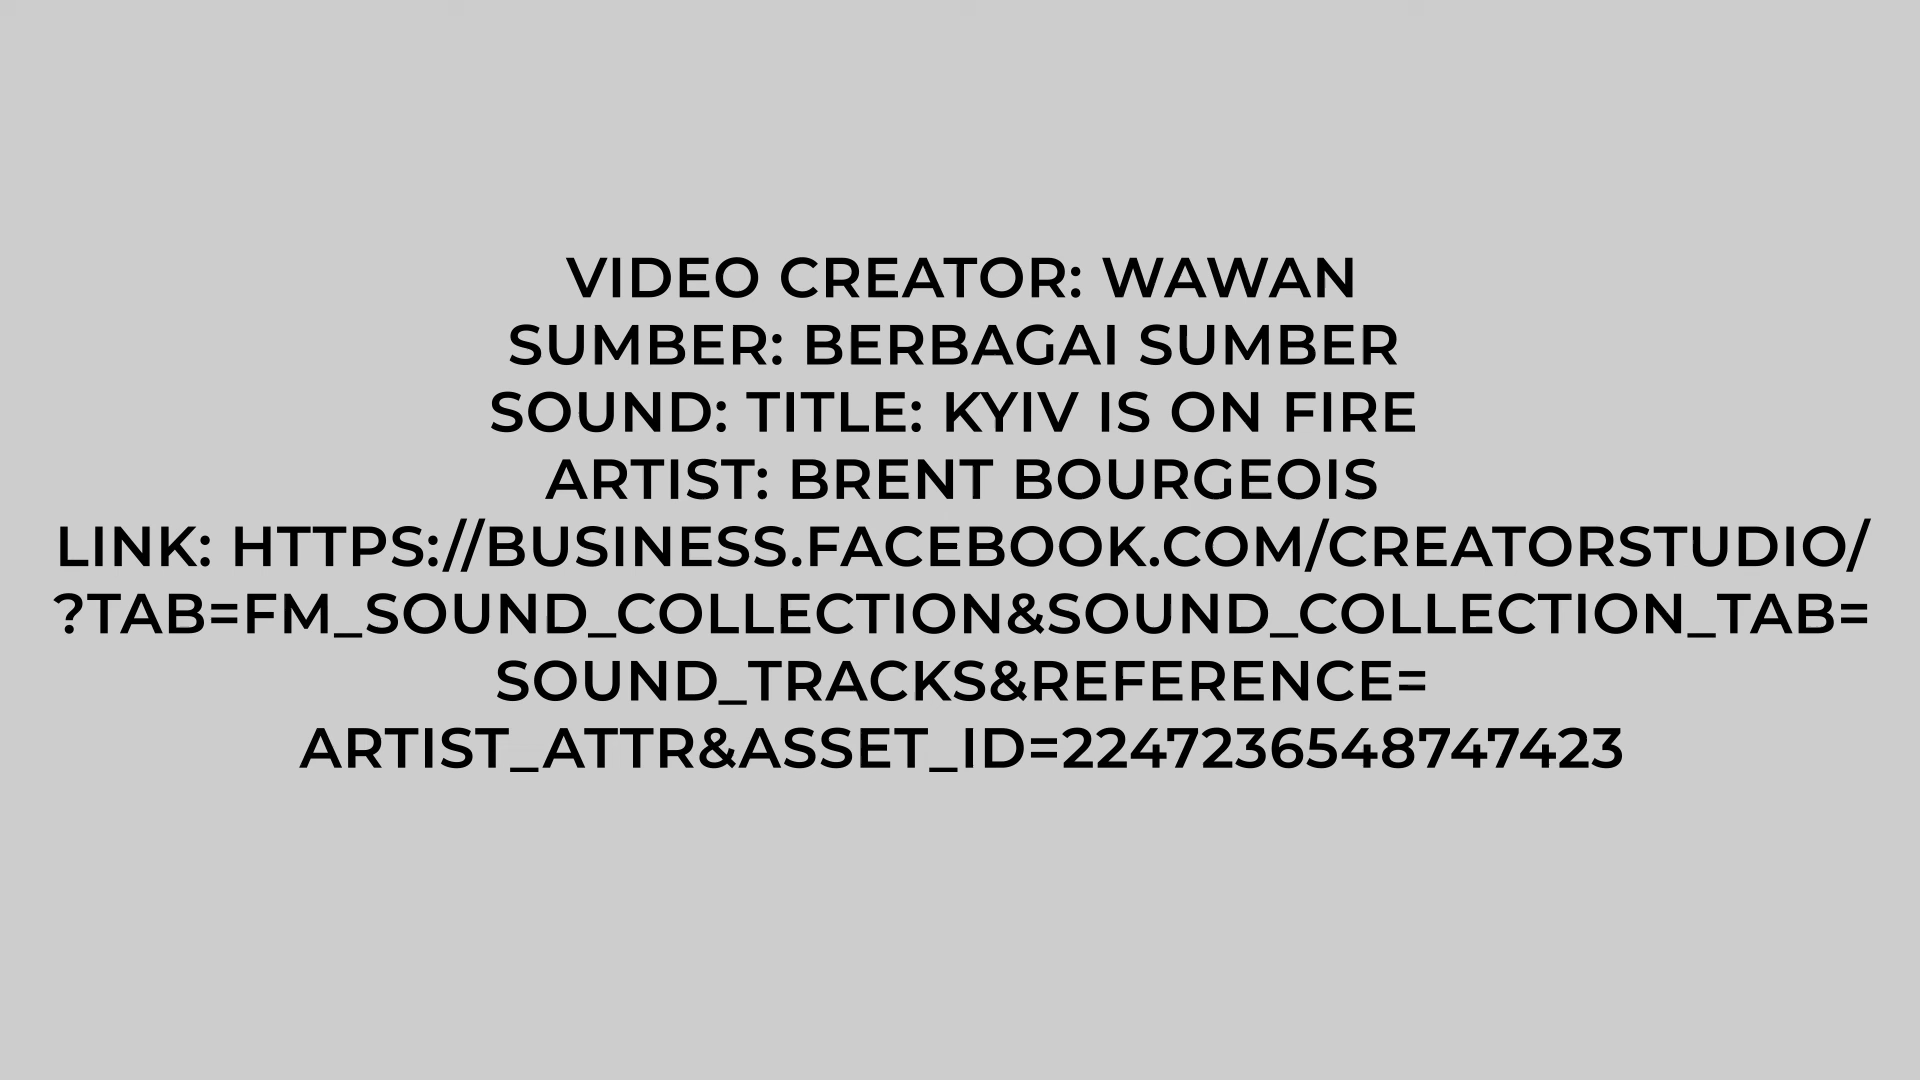 VIDEO CREATOR: WAWAN
SUMBER: BERBAGAI SUMBER
SOUND: TITLE: KYIV IS ON FIRE
ARTIST: BRENT BOURGEOIS
LINK: HTTPS://BUSINESS.FACEBOOK.COM/CREATORSTUDIO/
?TAB=FM_SOUND_COLLECTION&SOUND_COLLECTION_TAB=
SOUND_TRACKS&REFERENCE=
ARTIST_ATTR&ASSET_ID=2247236548747423